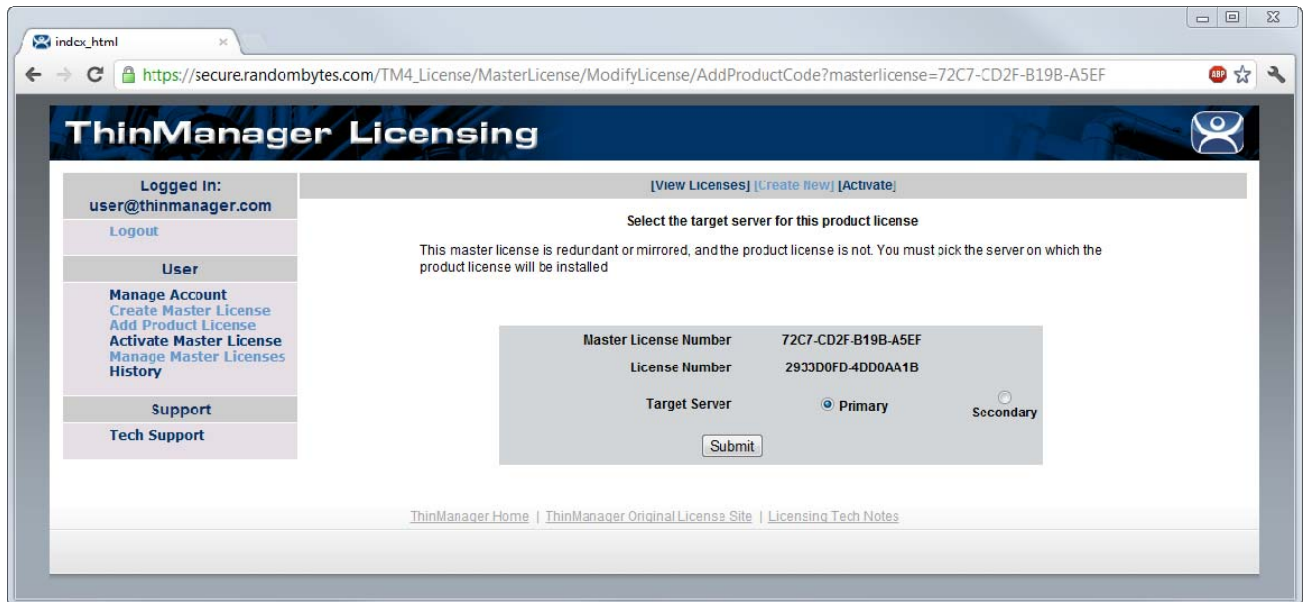 index_html
https://secure.randombytes.com/TM4_License/MasterLicense/ModifyLicense/AddProductCode?masterlicense=72C7-CD2F-B19B-A5EF
ABP
ThinManager Licensing
Logged In:
user@thinmanager.com
Logout
User
Manage Account
Create Master License
Add Product License
Activate Master License
Manage Master Licenses
History
Support
Tech Support
[View Licenses] [Create New] [Activate]
Select the target server for this product license
This master license is redundant or mirrored, and the product license is not. You must pick the server on which the
product license will be installed
Master License Number 72C7-CD2F-B19B-A5EF
License Number 2933D0FD-4DD0AA1B
Target Server Primary Secondary
Submit
ThinManager Home | ThinManager Original License Site | Licensing Tech Notes